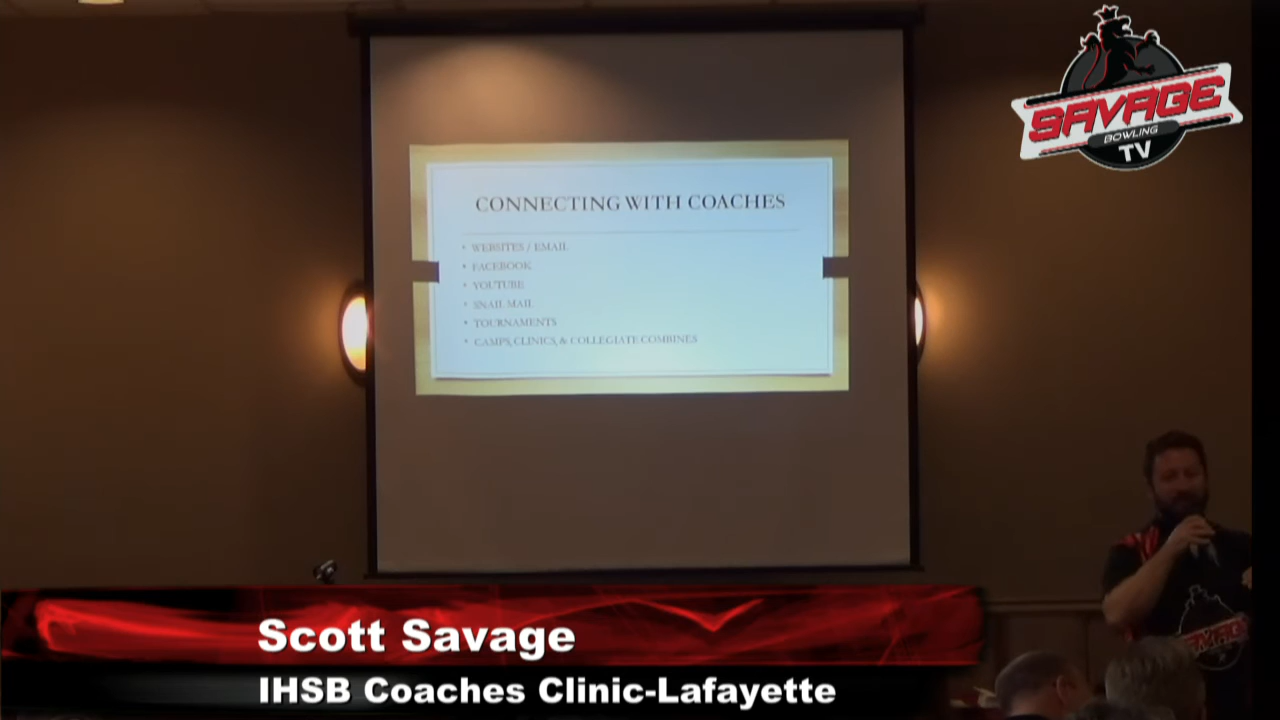 SAVAGE
BOWLING
TV
CONNECTING WITH COACHES
• WEBSITES / EMAIL
• FACEBOOK
• YOUTUBE
• SNAIL MAIL
• TOURNAMENTS
• CAMPS, CLINICS, & COLLEGIATE COMBINES
Scott Savage
IHSB Coaches Clinic-Lafayette